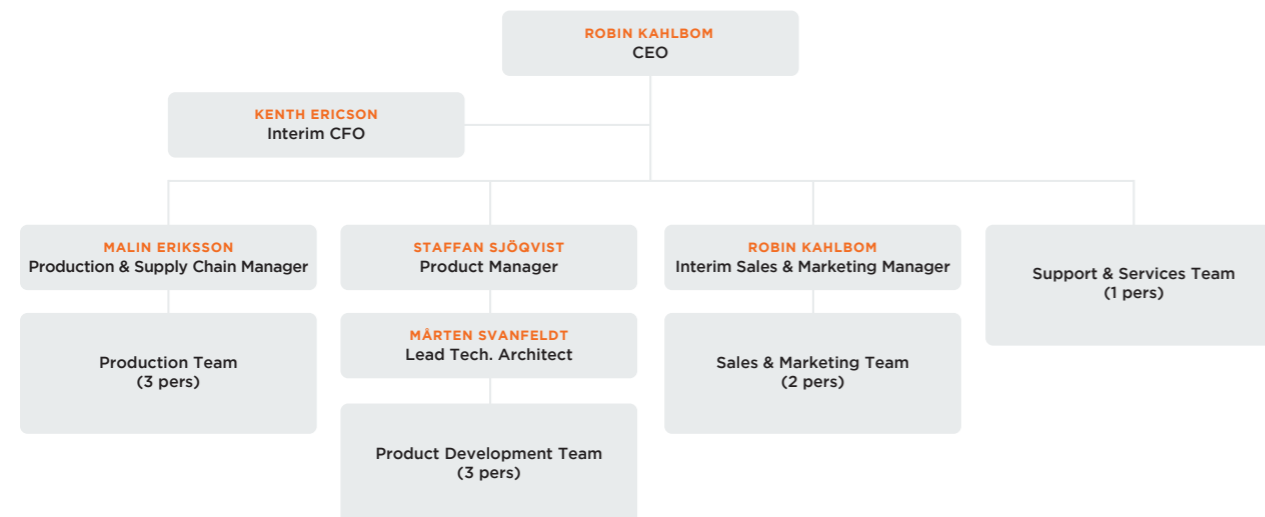 ROBIN KAHLBOM
CEO
KENTH ERICSON
Interim CFO
MALIN ERIKSSON
Production & Supply Chain Manager
STAFFAN SJÖQVIST
Product Manager
ROBIN KAHLBOM
Interim Sales & Marketing Manager
Support & Services Team
(1 pers)
Production Team
(3 pers)
MÅRTEN SVANFELDT
Lead Tech. Architect
Sales & Marketing Team
(2 pers)
Product Development Team
(3 pers)